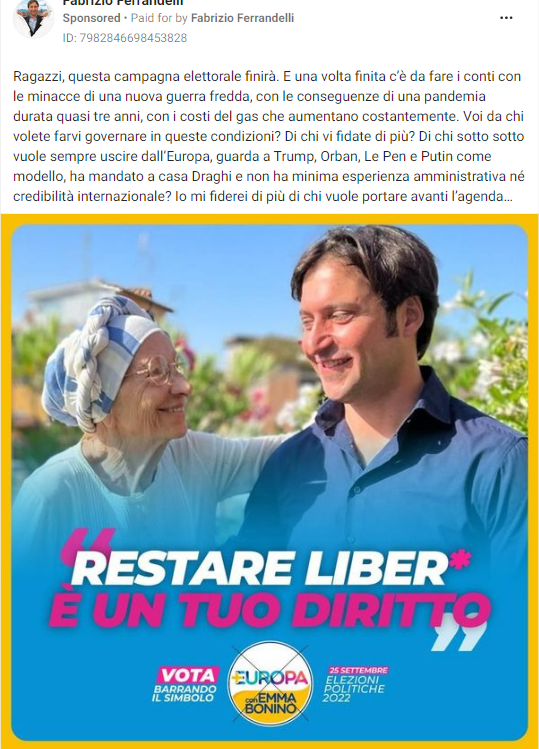 Fabrizio Ferrandelli
Sponsored • Paid for by Fabrizio Ferrandelli
ID: 7982846698453828
Ragazzi, questa campagna elettorale finirà. E una volta finita c'è da fare i conti con
le minacce di una nuova guerra fredda, con le conseguenze di una pandemia
durata quasi tre anni, con i costi del gas che aumentano costantemente. Voi da chi
volete farvi governare in queste condizioni? Di chi vi fidate di più? Di chi sotto sotto
vuole sempre uscire dall'Europa, guarda a Trump, Orban, Le Pen e Putin come
modello, ha mandato a casa Draghi e non ha minima esperienza amministrativa né
credibilità internazionale? Io mi fiderei di più di chi vuole portare avanti l'agenda...
“RESTARE LIBER*
È UN TUO DIRITTO”
VOTA
BARRANDO
IL SIMBOLO
+EUROPA
con EMMA
BONINO
25 SETTEMBRE
ELEZIONI
POLITICHE
2022